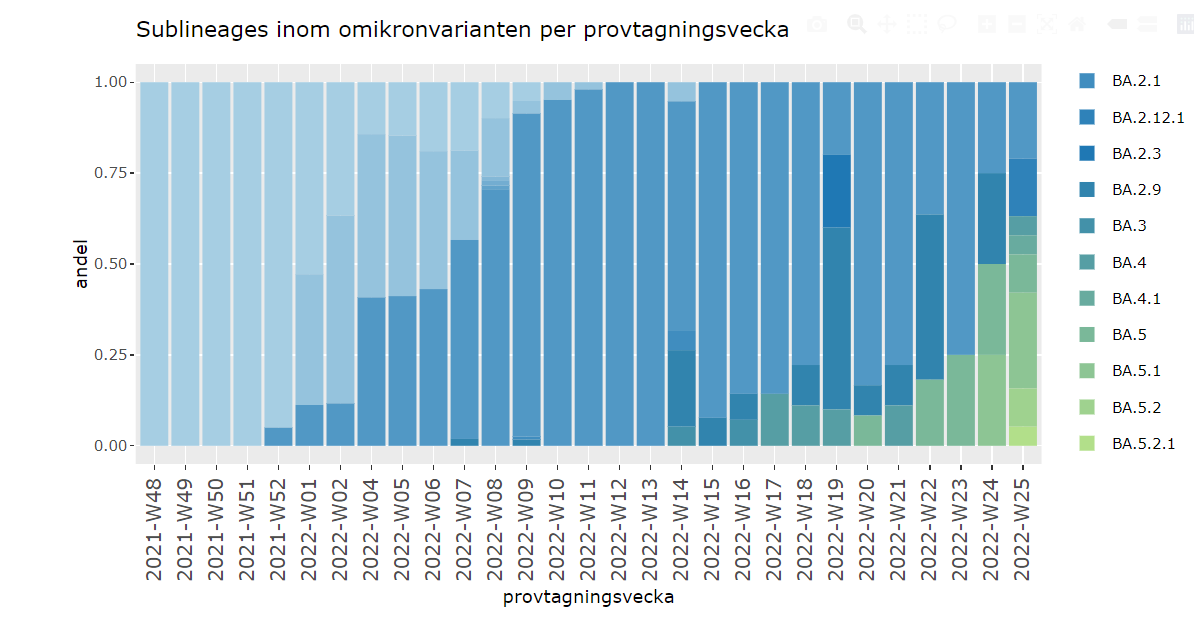 Sublineages inom omikronvarianten per provtagningsvecka
andel
1.00
0.75
0.50
0.25
0.00
2021-W48
2021-W49
2021-W50
2021-W51
2021-W52
2022-W01
2022-W02
2022-W04
2022-W05
2022-W06
2022-W07
2022-W08
2022-W09
2022-W10
2022-W11
2022-W12
2022-W13
2022-W14
2022-W15
2022-W16
2022-W17
2022-W18
2022-W19
2022-W20
2022-W21
2022-W22
2022-W23
2022-W24
2022-W25
provtagningsvecka
BA.2.1
BA.2.12.1
BA.2.3
BA.2.9
BA.3
BA.4
BA.4.1
BA.5
BA.5.1
BA.5.2
BA.5.2.1